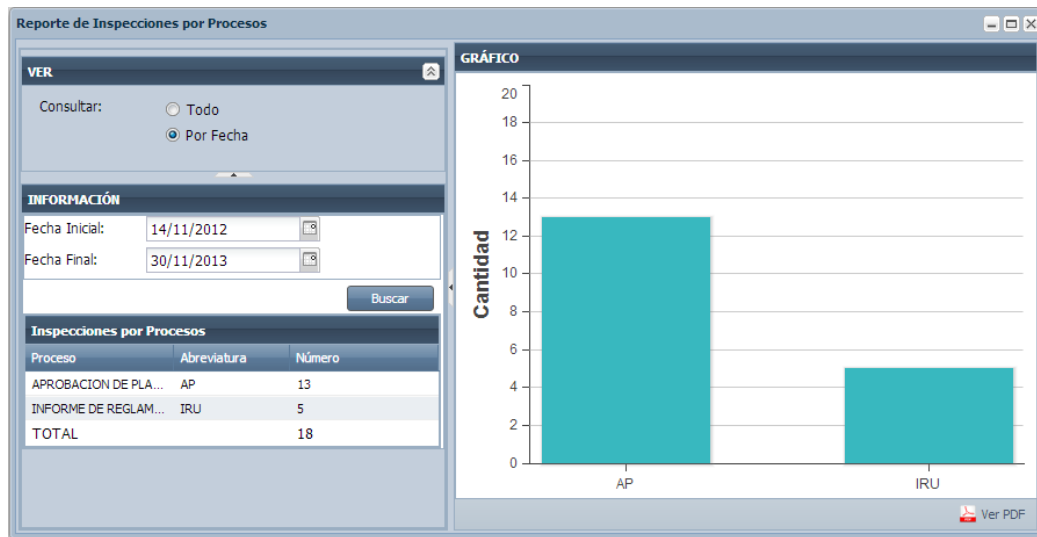 Reporte de Inspecciones por Procesos
VER
Consultar:
Todo
Por Fecha
INFORMACIÓN
Fecha Inicial: 14/11/2012
Fecha Final: 30/11/2013
Buscar
Inspecciones por Procesos
Proceso Abreviatura Número
APROBACION DE PLA... AP 13
INFORME DE REGLAM... IRU 5
TOTAL 18
GRÁFICO
Cantidad
20
18
16
14
12
10
8
6
4
2
0
AP IRU
Ver PDF